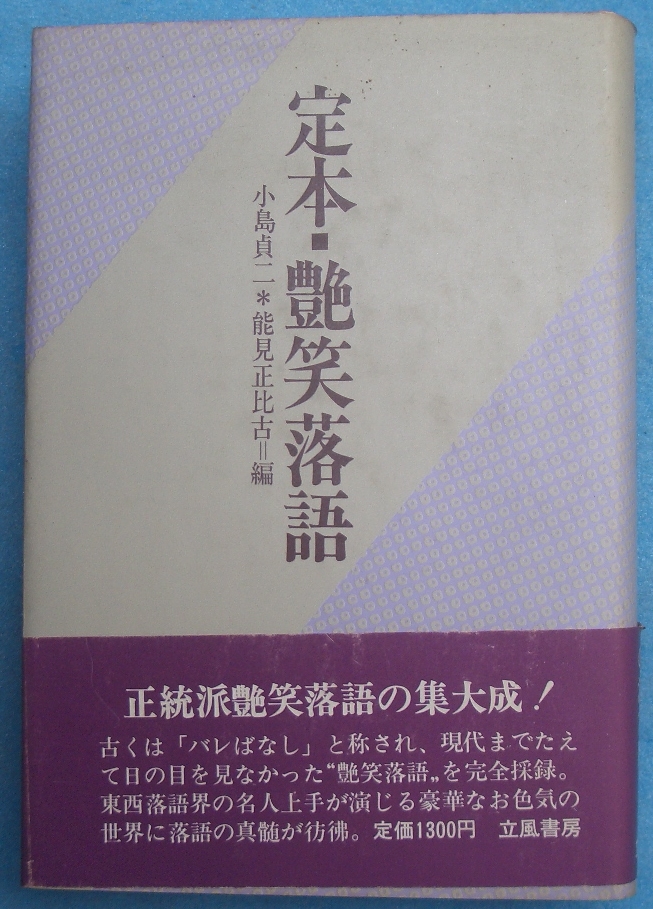 定本・艶笑落語
小島貞二＊能見正比古＝編
正統派艶笑落語の集大成！
古くは「バレばなし」と称され、現代までたえ
て日の目を見なかった“艶笑落語„を完全採録。
東西落語界の名人上手が演じる豪華なお色気の
世界に落語の真髄が彷彿。定価1300円　立風書房